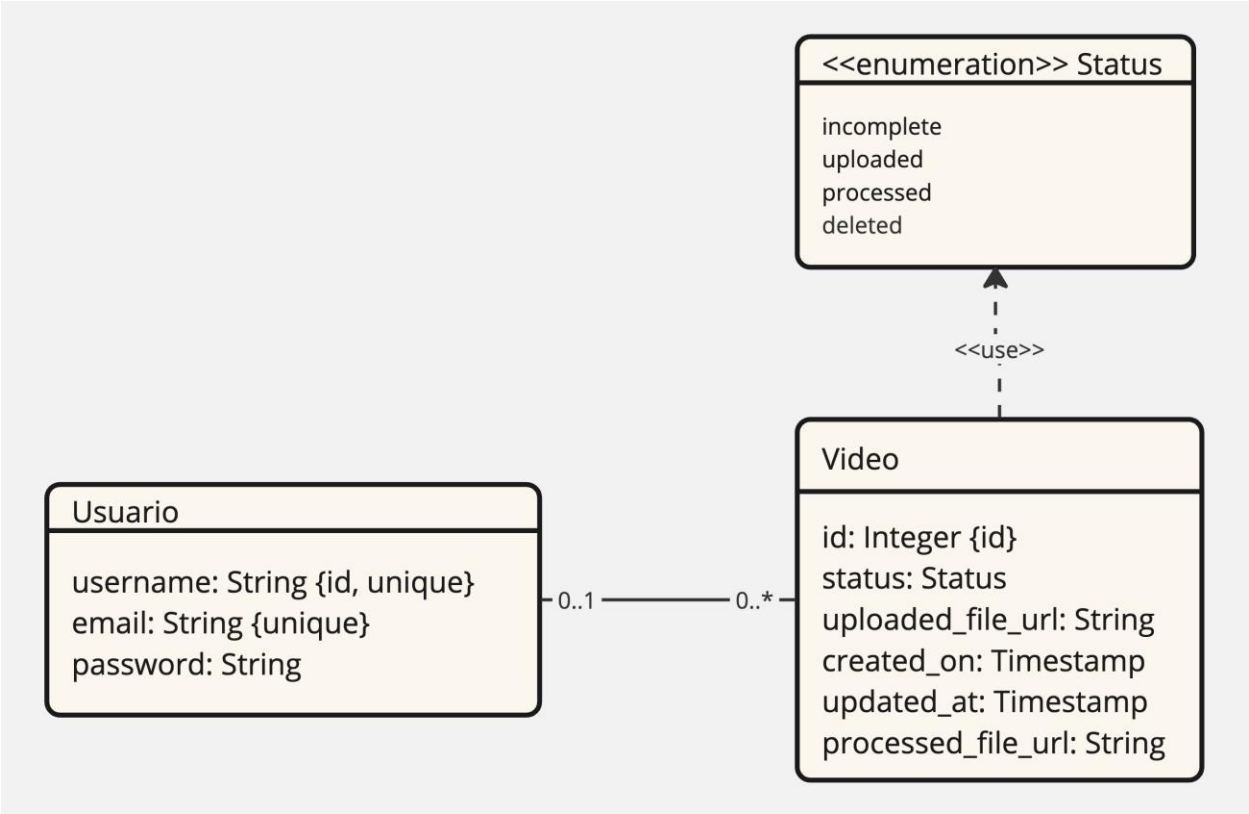 <<enumeration>> Status
incomplete
uploaded
processed
deleted
<<use>>
Video
id: Integer {id}
status: Status
uploaded_file_url: String
created_on: Timestamp
updated_at: Timestamp
processed_file_url: String
Usuario
username: String {id, unique}
email: String {unique}
password: String
0..1
0..*